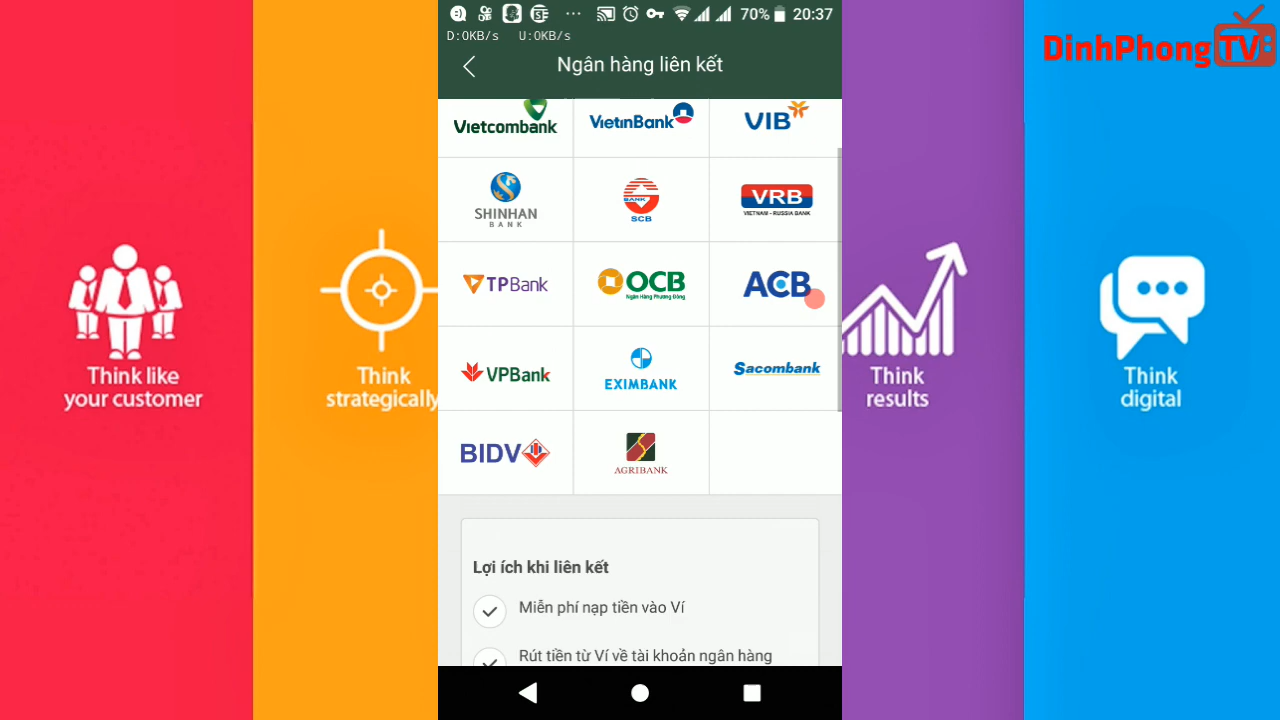 DinhPhong TV
70% 20:37
D:0KB/s U:0KB/s
Ngân hàng liên kết
Vietcombank
VietinBank
VIB
SHINHAN
BANK
BANK
SCB
VRB
VIETNAM - RUSSIA BANK
TPBank
OCB
Ngân Hàng Phương Đông
ACB
VPBank
EXIMBANK
Sacombank
BIDV
AGRIBANK
Lợi ích khi liên kết
Miễn phí nạp tiền vào Ví
Rút tiền từ Ví về tài khoản ngân hàng
Think like
your customer
Think
strategically
Think
results
Think
digital